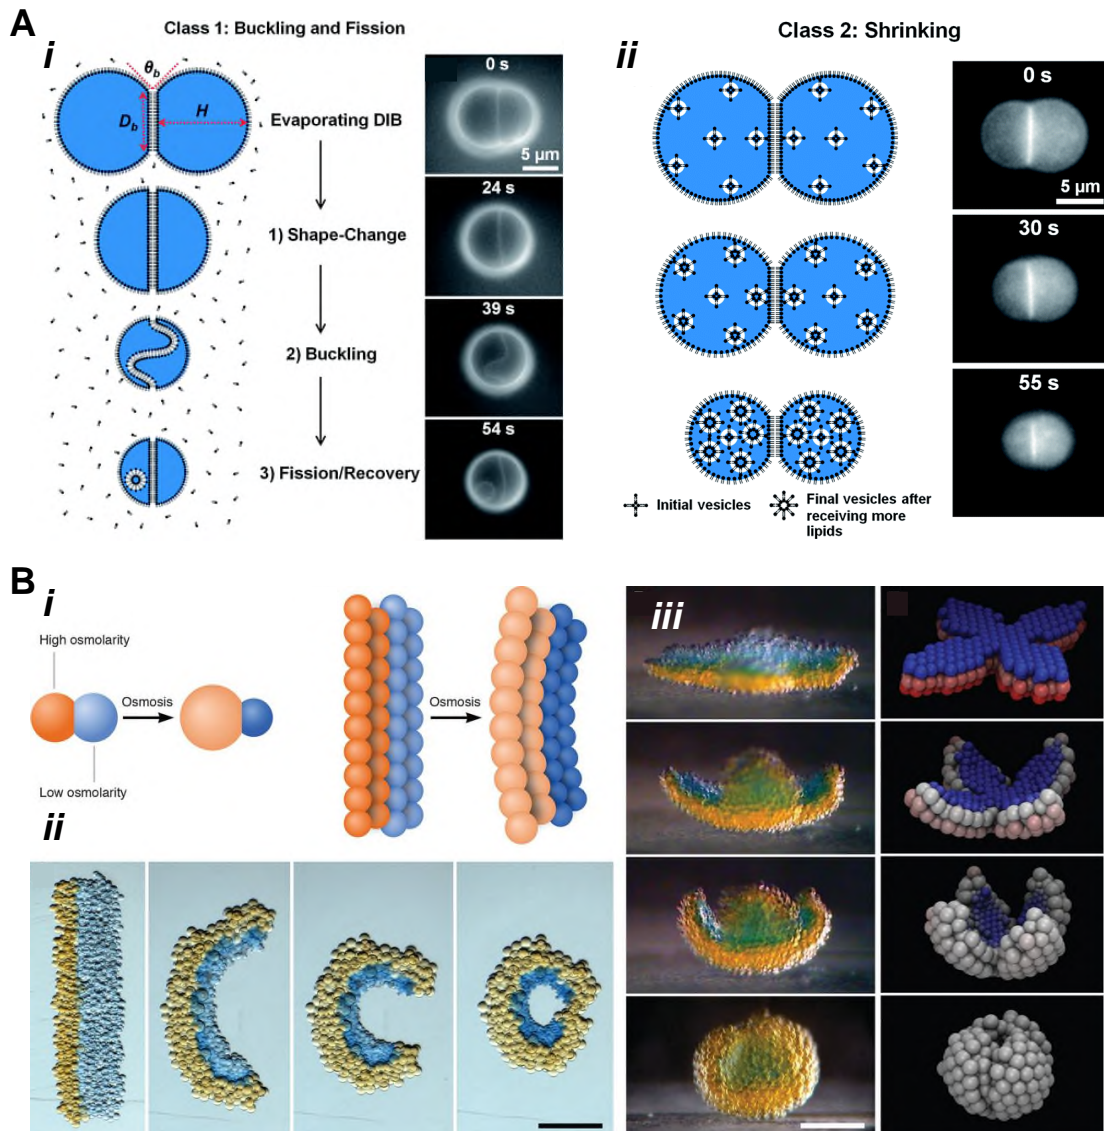 A
Class 1: Buckling and Fission
i
θb
Db
H
Evaporating DIB
1) Shape-Change
2) Buckling
3) Fission/Recovery
0 s
5 µm
24 s
39 s
54 s
Class 2: Shrinking
ii
0 s
5 µm
30 s
55 s
Initial vesicles
Final vesicles after
receiving more
lipids
B
i
High osmolarity
Osmosis
Low osmolarity
Osmosis
ii
iii